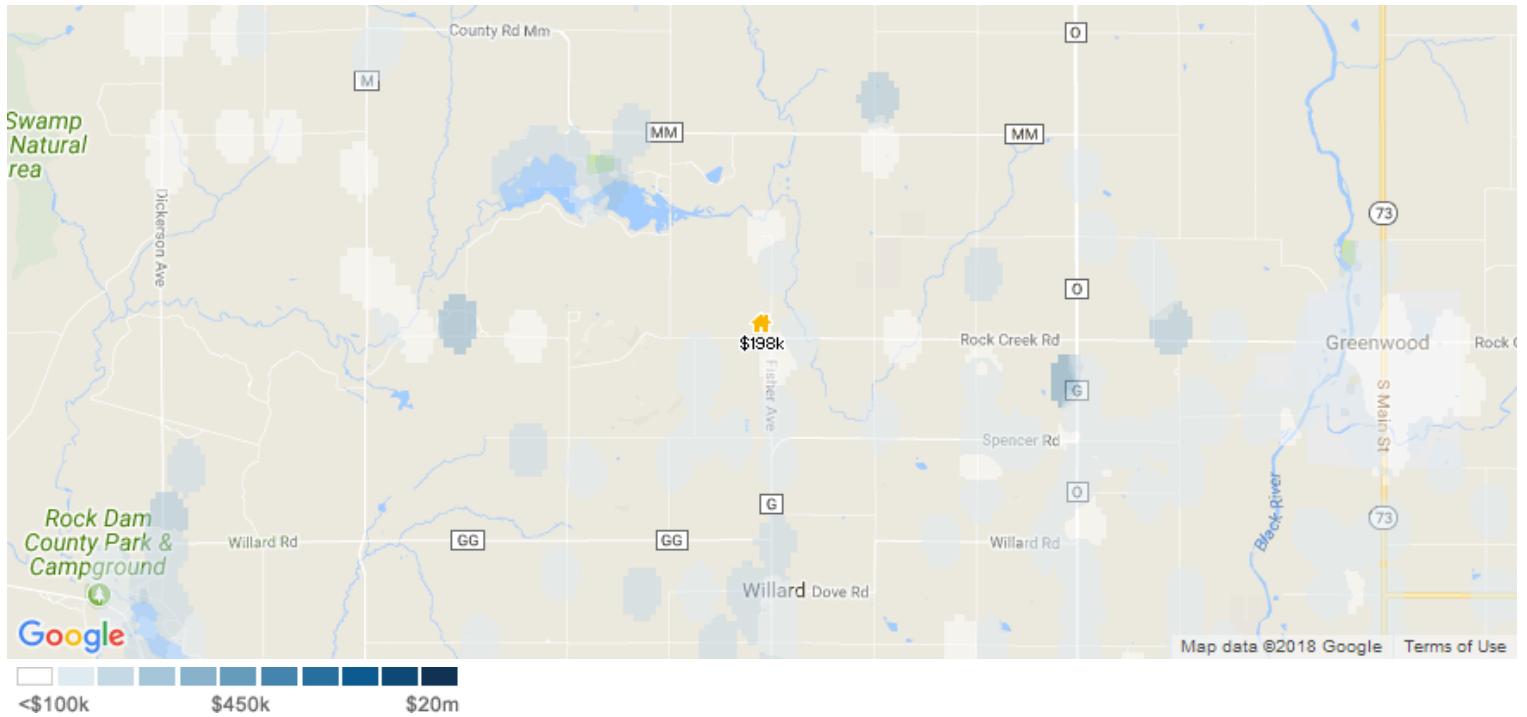 County Rd Mm
O
M
Swamp
Natural
rea
MM
MM
73
Dickerson Ave
O
$198k
Rock Creek Rd
Greenwood
Rock C
Fisher Ave
G
S Main St
Spencer Rd
G
O
Rock Dam
County Park &
Campground
Willard Rd
GG
GG
Willard Rd
Black River
73
Willard
Dove Rd
Google
Map data ©2018 Google
Terms of Use
<$100k
$450k
$20m